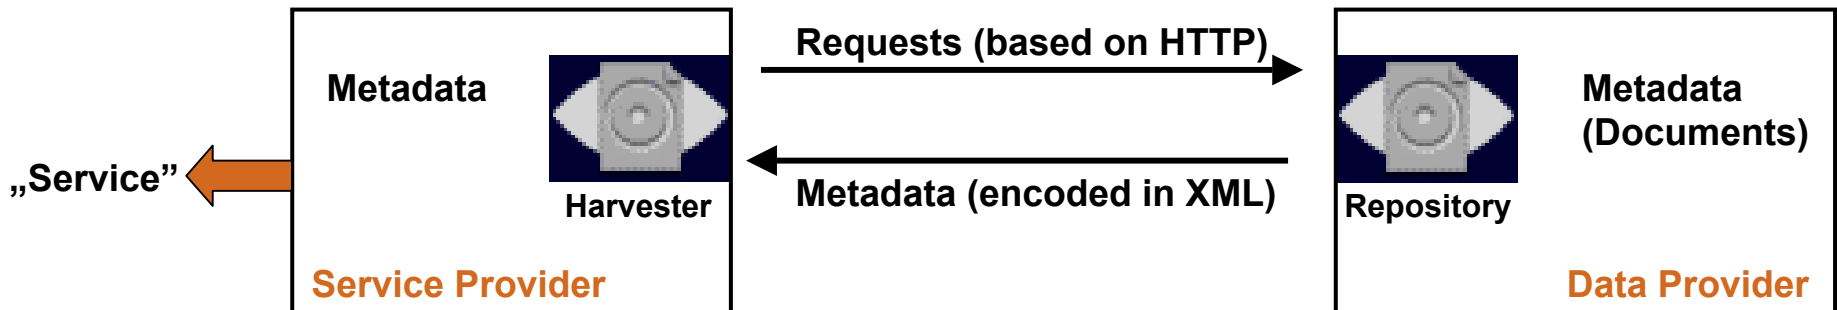 „Service”
Metadata
Harvester
Service Provider
Requests (based on HTTP)
Metadata (encoded in XML)
Repository
Metadata
(Documents)
Data Provider